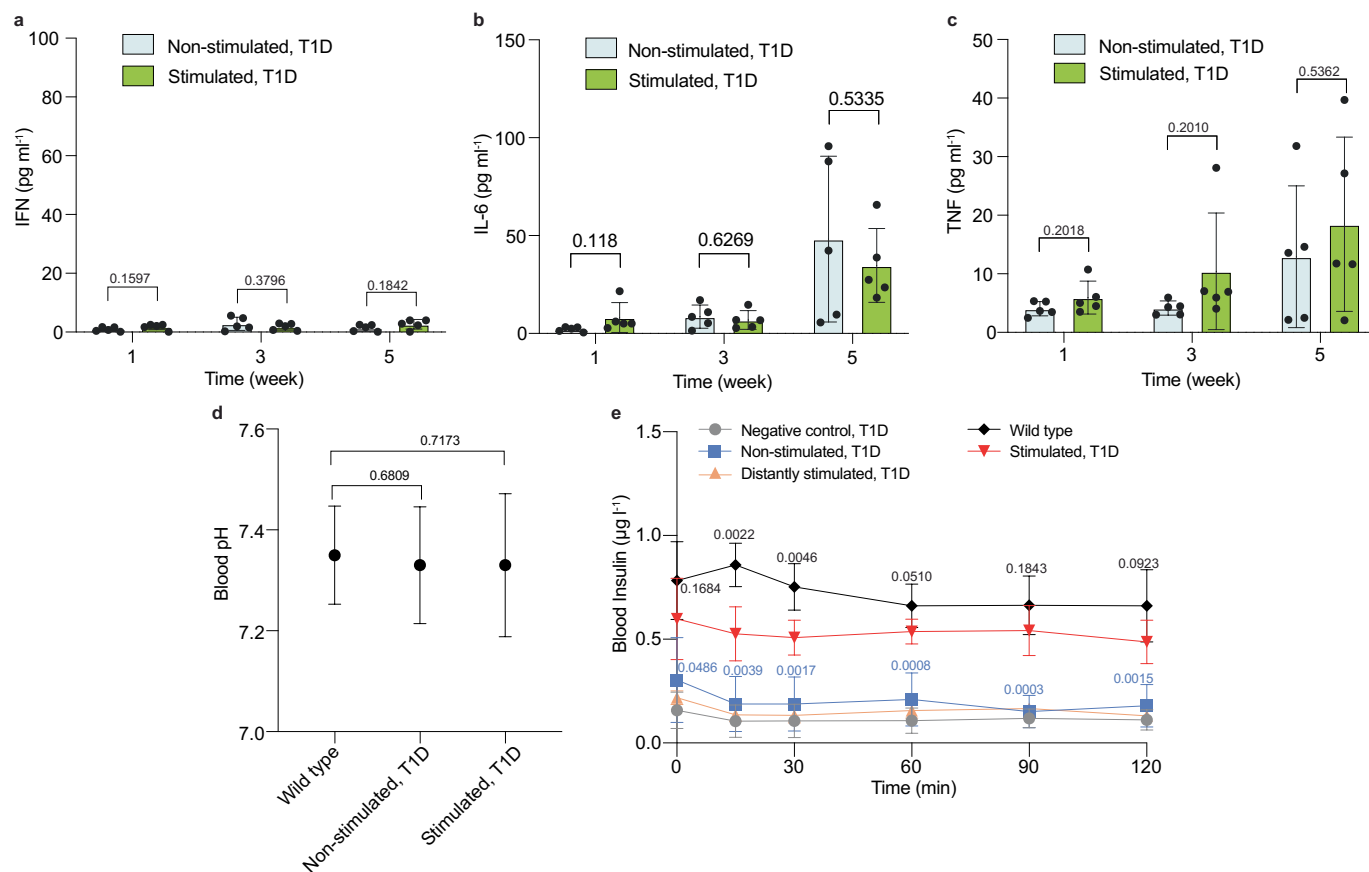 a
100
80
60
40
20
0
IFN (pg ml⁻¹)
Non-stimulated, T1D
Stimulated, T1D
0.1597
0.3796
0.1842
1 3 5
Time (week)
b
150
100
50
0
IL-6 (pg ml⁻¹)
Non-stimulated, T1D
Stimulated, T1D
0.118
0.6269
0.5335
1 3 5
Time (week)
c
50
40
30
20
10
0
TNF (pg ml⁻¹)
Non-stimulated, T1D
Stimulated, T1D
0.2018
0.2010
0.5362
1 3 5
Time (week)
d
7.6
7.4
7.2
7.0
Blood pH
0.7173
0.6809
Wild type
Non-stimulated, T1D
Stimulated, T1D
e
1.5
1.0
0.5
0.0
Blood Insulin (µg l⁻¹)
Negative control, T1D
Non-stimulated, T1D
Distantly stimulated, T1D
Wild type
Stimulated, T1D
0.1684
0.0022
0.0046
0.0510
0.1843
0.0923
0.0486
0.0039
0.0017
0.0008
0.0003
0.0015
0 30 60 90 120
Time (min)